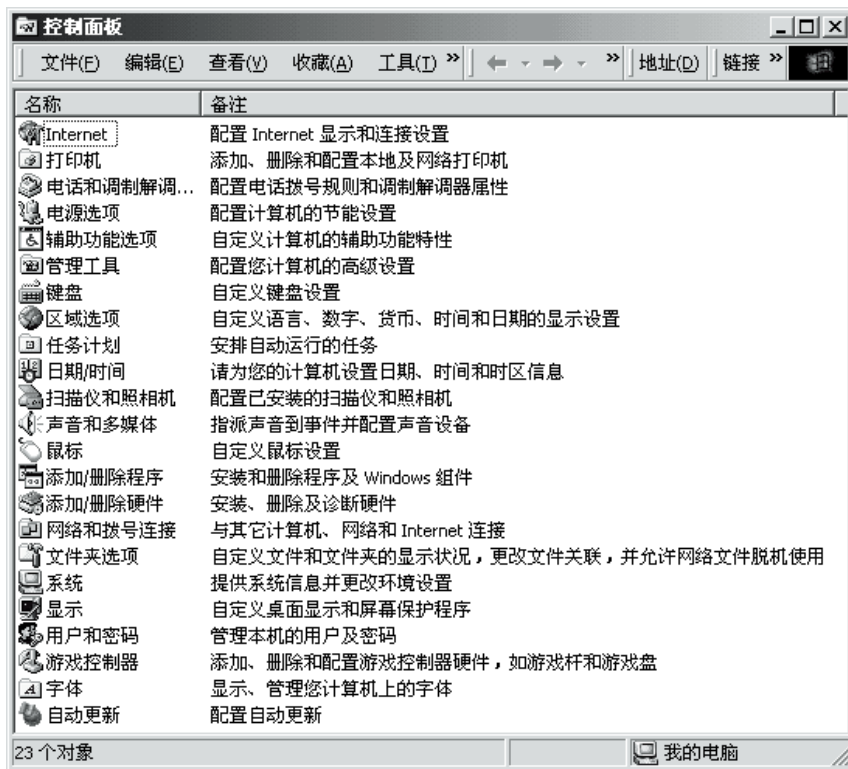 控制面板
文件(F) 编辑(E) 查看(V) 收藏(A) 工具(T) » » 地址(D) 链接 »
名称 备注
Internet 配置 Internet 显示和连接设置
打印机 添加、删除和配置本地及网络打印机
电话和调制解调... 配置电话拨号规则和调制解调器属性
电源选项 配置计算机的节能设置
辅助功能选项 自定义计算机的辅助功能特性
管理工具 配置您计算机的高级设置
键盘 自定义键盘设置
区域选项 自定义语言、数字、货币、时间和日期的显示设置
任务计划 安排自动运行的任务
日期/时间 请为您的计算机设置日期、时间和时区信息
扫描仪和照相机 配置已安装的扫描仪和照相机
声音和多媒体 指派声音到事件并配置声音设备
鼠标 自定义鼠标设置
添加/删除程序 安装和删除程序及 Windows 组件
添加/删除硬件 安装、删除及诊断硬件
网络和拨号连接 与其它计算机、网络和 Internet 连接
文件夹选项 自定义文件和文件夹的显示状况，更改文件关联，并允许网络文件脱机使用
系统 提供系统信息并更改环境设置
显示 自定义桌面显示和屏幕保护程序
用户和密码 管理本机的用户及密码
游戏控制器 添加、删除和配置游戏控制器硬件，如游戏杆和游戏盘
字体 显示、管理您计算机上的字体
自动更新 配置自动更新
23 个对象 我的电脑